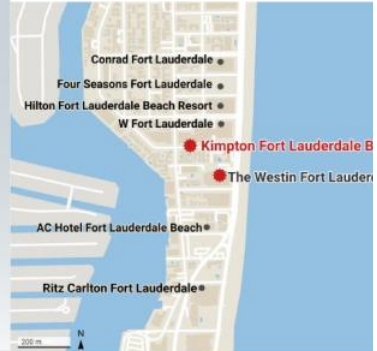 Conrad Fort Lauderdale
Four Seasons Fort Lauderdale
Hilton Fort Lauderdale Beach Resort
W Fort Lauderdale
Kimpton Fort Lauderdale B
The Westin Fort Lauder
AC Hotel Fort Lauderdale Beach
Ritz Carlton Fort Lauderdale
N
200 m